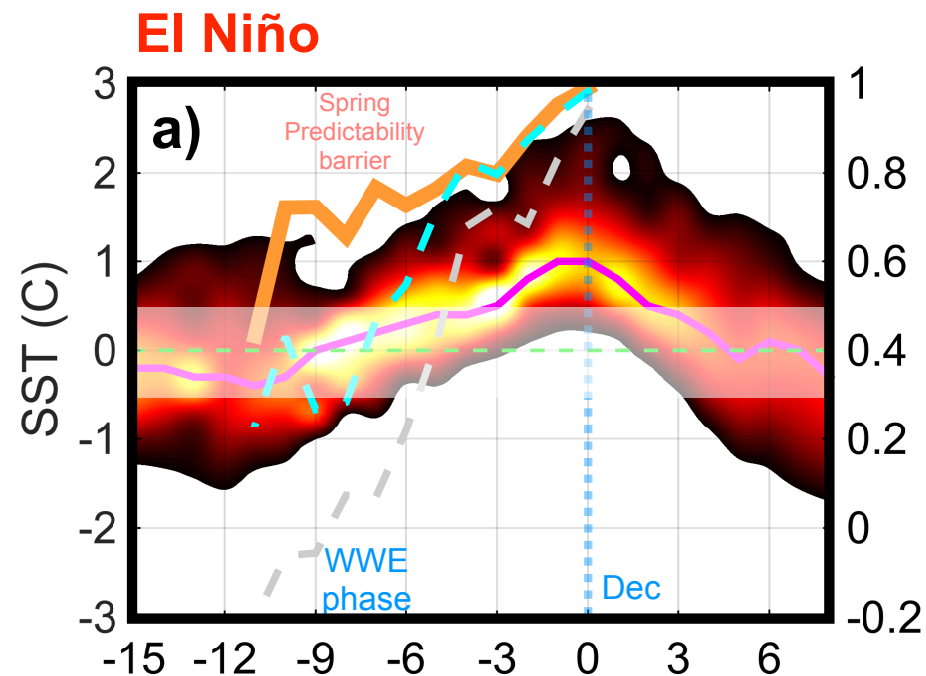 El Niño
a)
Spring
Predictability
barrier
SST (C)
3
2
1
0
-1
-2
-3
1
0.8
0.6
0.4
0.2
0
-0.2
WWE
phase
Dec
-15 -12 -9 -6 -3 0 3 6